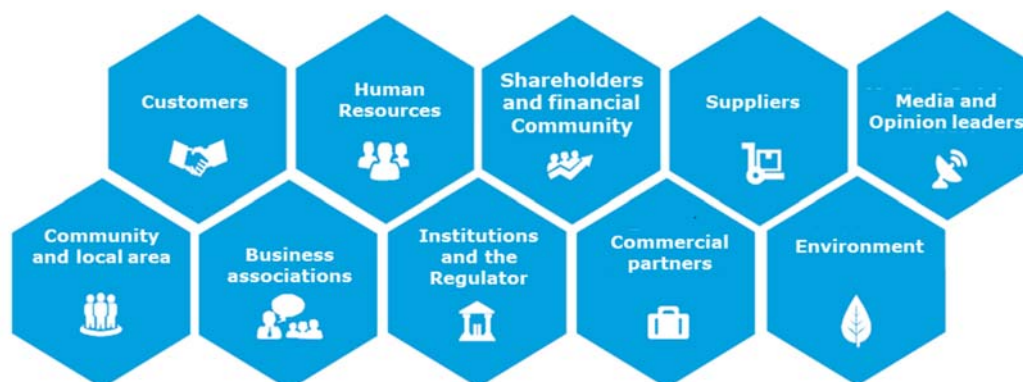 Customers
Human
Resources
Shareholders
and financial
Community
Suppliers
Media and
Opinion leaders
Community
and local area
Business
associations
Institutions
and the
Regulator
Commercial
partners
Environment